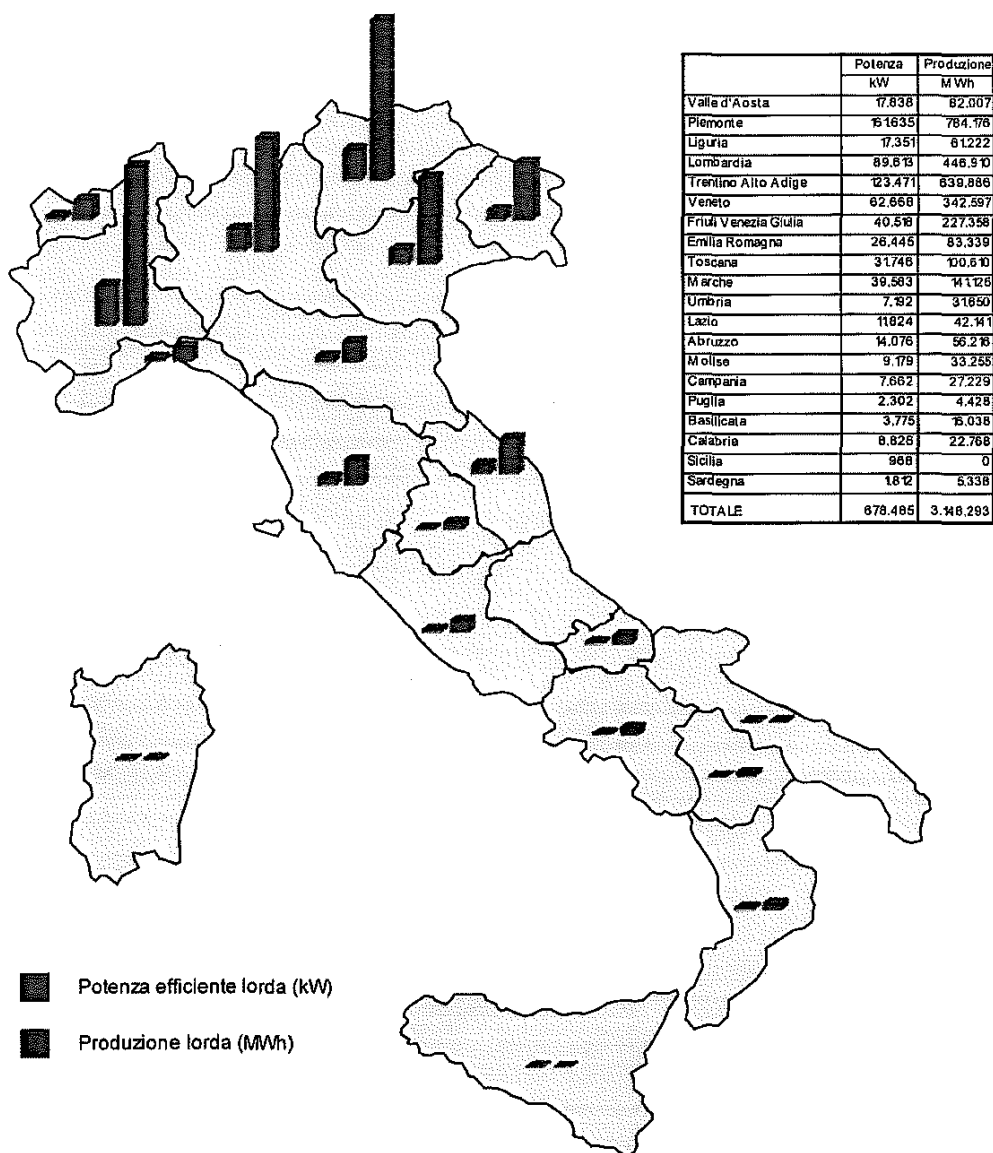 Potenza Produzione
kW MWh
Valle d'Aosta 17.838 82.007
Piemonte 161.635 784.176
Liguria 17.351 61.222
Lombardia 89.613 446.910
Trentino Alto Adige 123.471 639.886
Veneto 62.668 342.597
Friuli Venezia Giulia 40.518 227.358
Emilia Romagna 26.445 83.339
Toscana 31.746 100.610
Marche 39.583 141.126
Umbria 7.192 31.650
Lazio 11.824 42.141
Abruzzo 14.076 56.216
Molise 9.179 33.255
Campania 7.662 27.229
Puglia 2.302 4.428
Basilicata 3.775 16.038
Calabria 8.828 22.768
Sicilia 968 0
Sardegna 1.812 5.338
TOTALE 678.485 3.148.293
Potenza efficiente lorda (kW)
Produzione lorda (MWh)